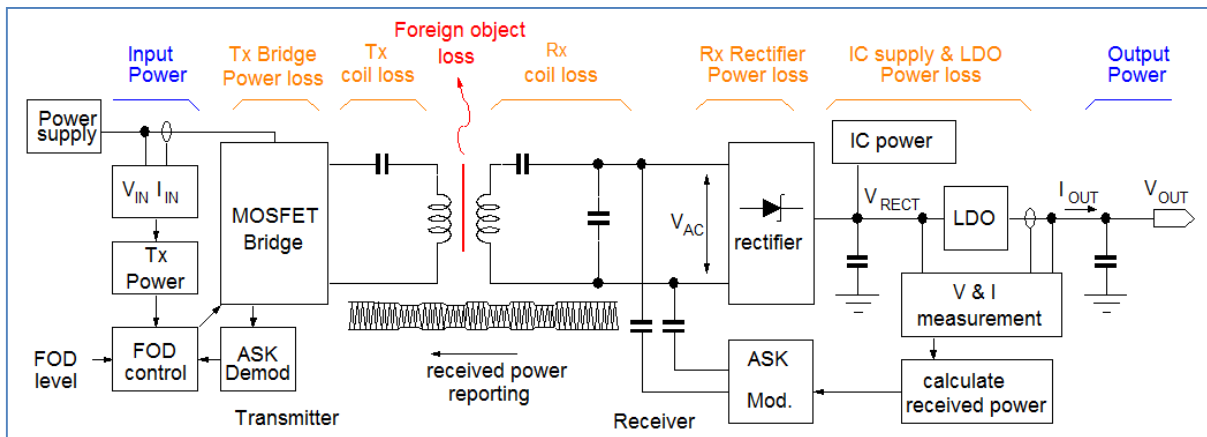 Foreign object
loss
Input
Power
Tx Bridge
Power loss
Tx
coil loss
Rx
coil loss
Rx Rectifier
Power loss
IC supply & LDO
Power loss
Output
Power
Power
supply
IC power
VIN IIN
MOSFET
Bridge
VAC
rectifier
VRECT
LDO
IOUT
VOUT
Tx
Power
V & I
measurement
FOD
level
FOD
control
ASK
Demod
received power
reporting
ASK
Mod.
calculate
received power
Transmitter
Receiver